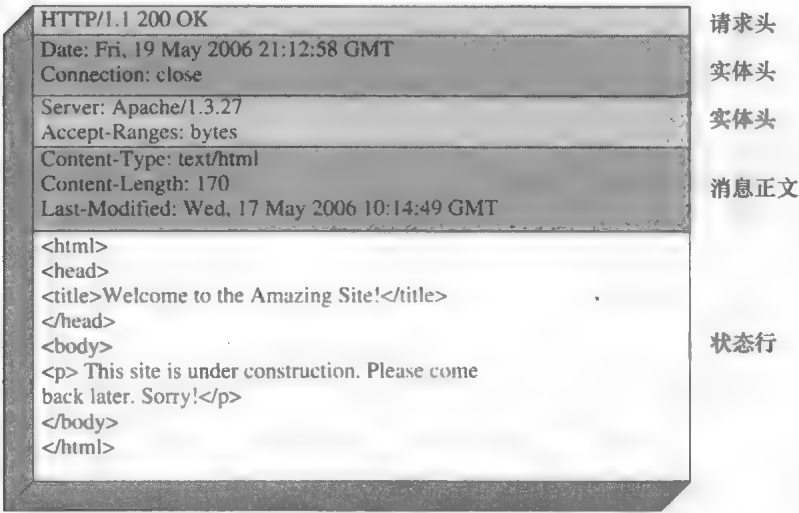 HTTP/1.1 200 OK
请求头
Date: Fri, 19 May 2006 21:12:58 GMT
Connection: close
实体头
Server: Apache/1.3.27
Accept-Ranges: bytes
实体头
Content-Type: text/html
Content-Length: 170
Last-Modified: Wed, 17 May 2006 10:14:49 GMT
消息正文
<html>
<head>
<title>Welcome to the Amazing Site!</title>
</head>
<body>
<p> This site is under construction. Please come
back later. Sorry!</p>
</body>
</html>
状态行